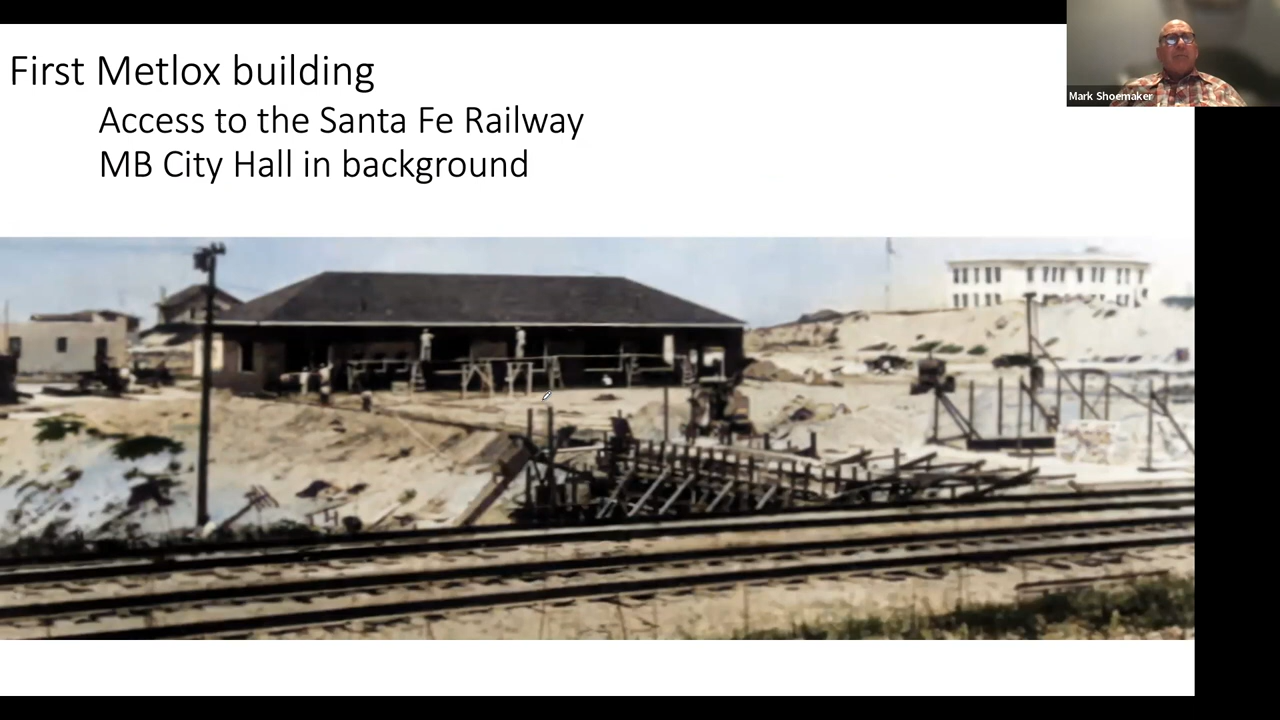 First Metlox building
Access to the Santa Fe Railway
MB City Hall in background
Mark Shoemaker